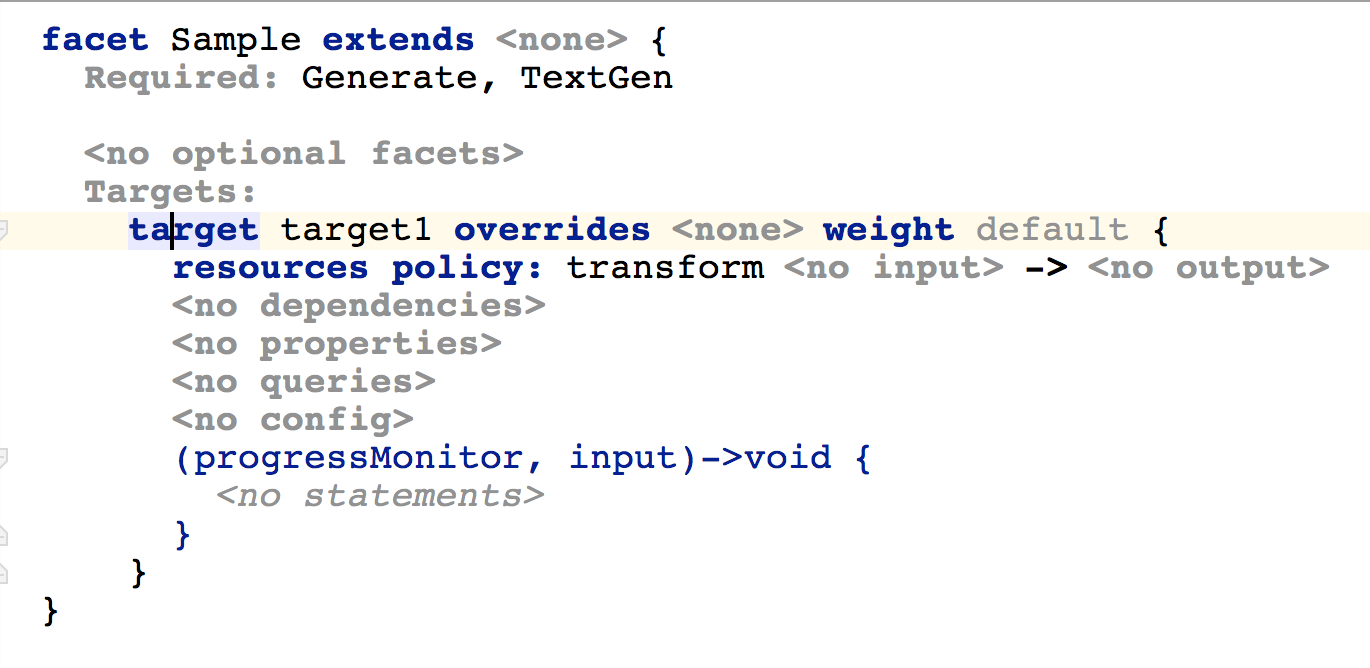 facet Sample extends <none> {
Required: Generate, TextGen
<no optional facets>
Targets:
target target1 overrides <none> weight default {
resources policy: transform <no input> -> <no output>
<no dependencies>
<no properties>
<no queries>
<no config>
(progressMonitor, input)->void {
<no statements>
}
}
}